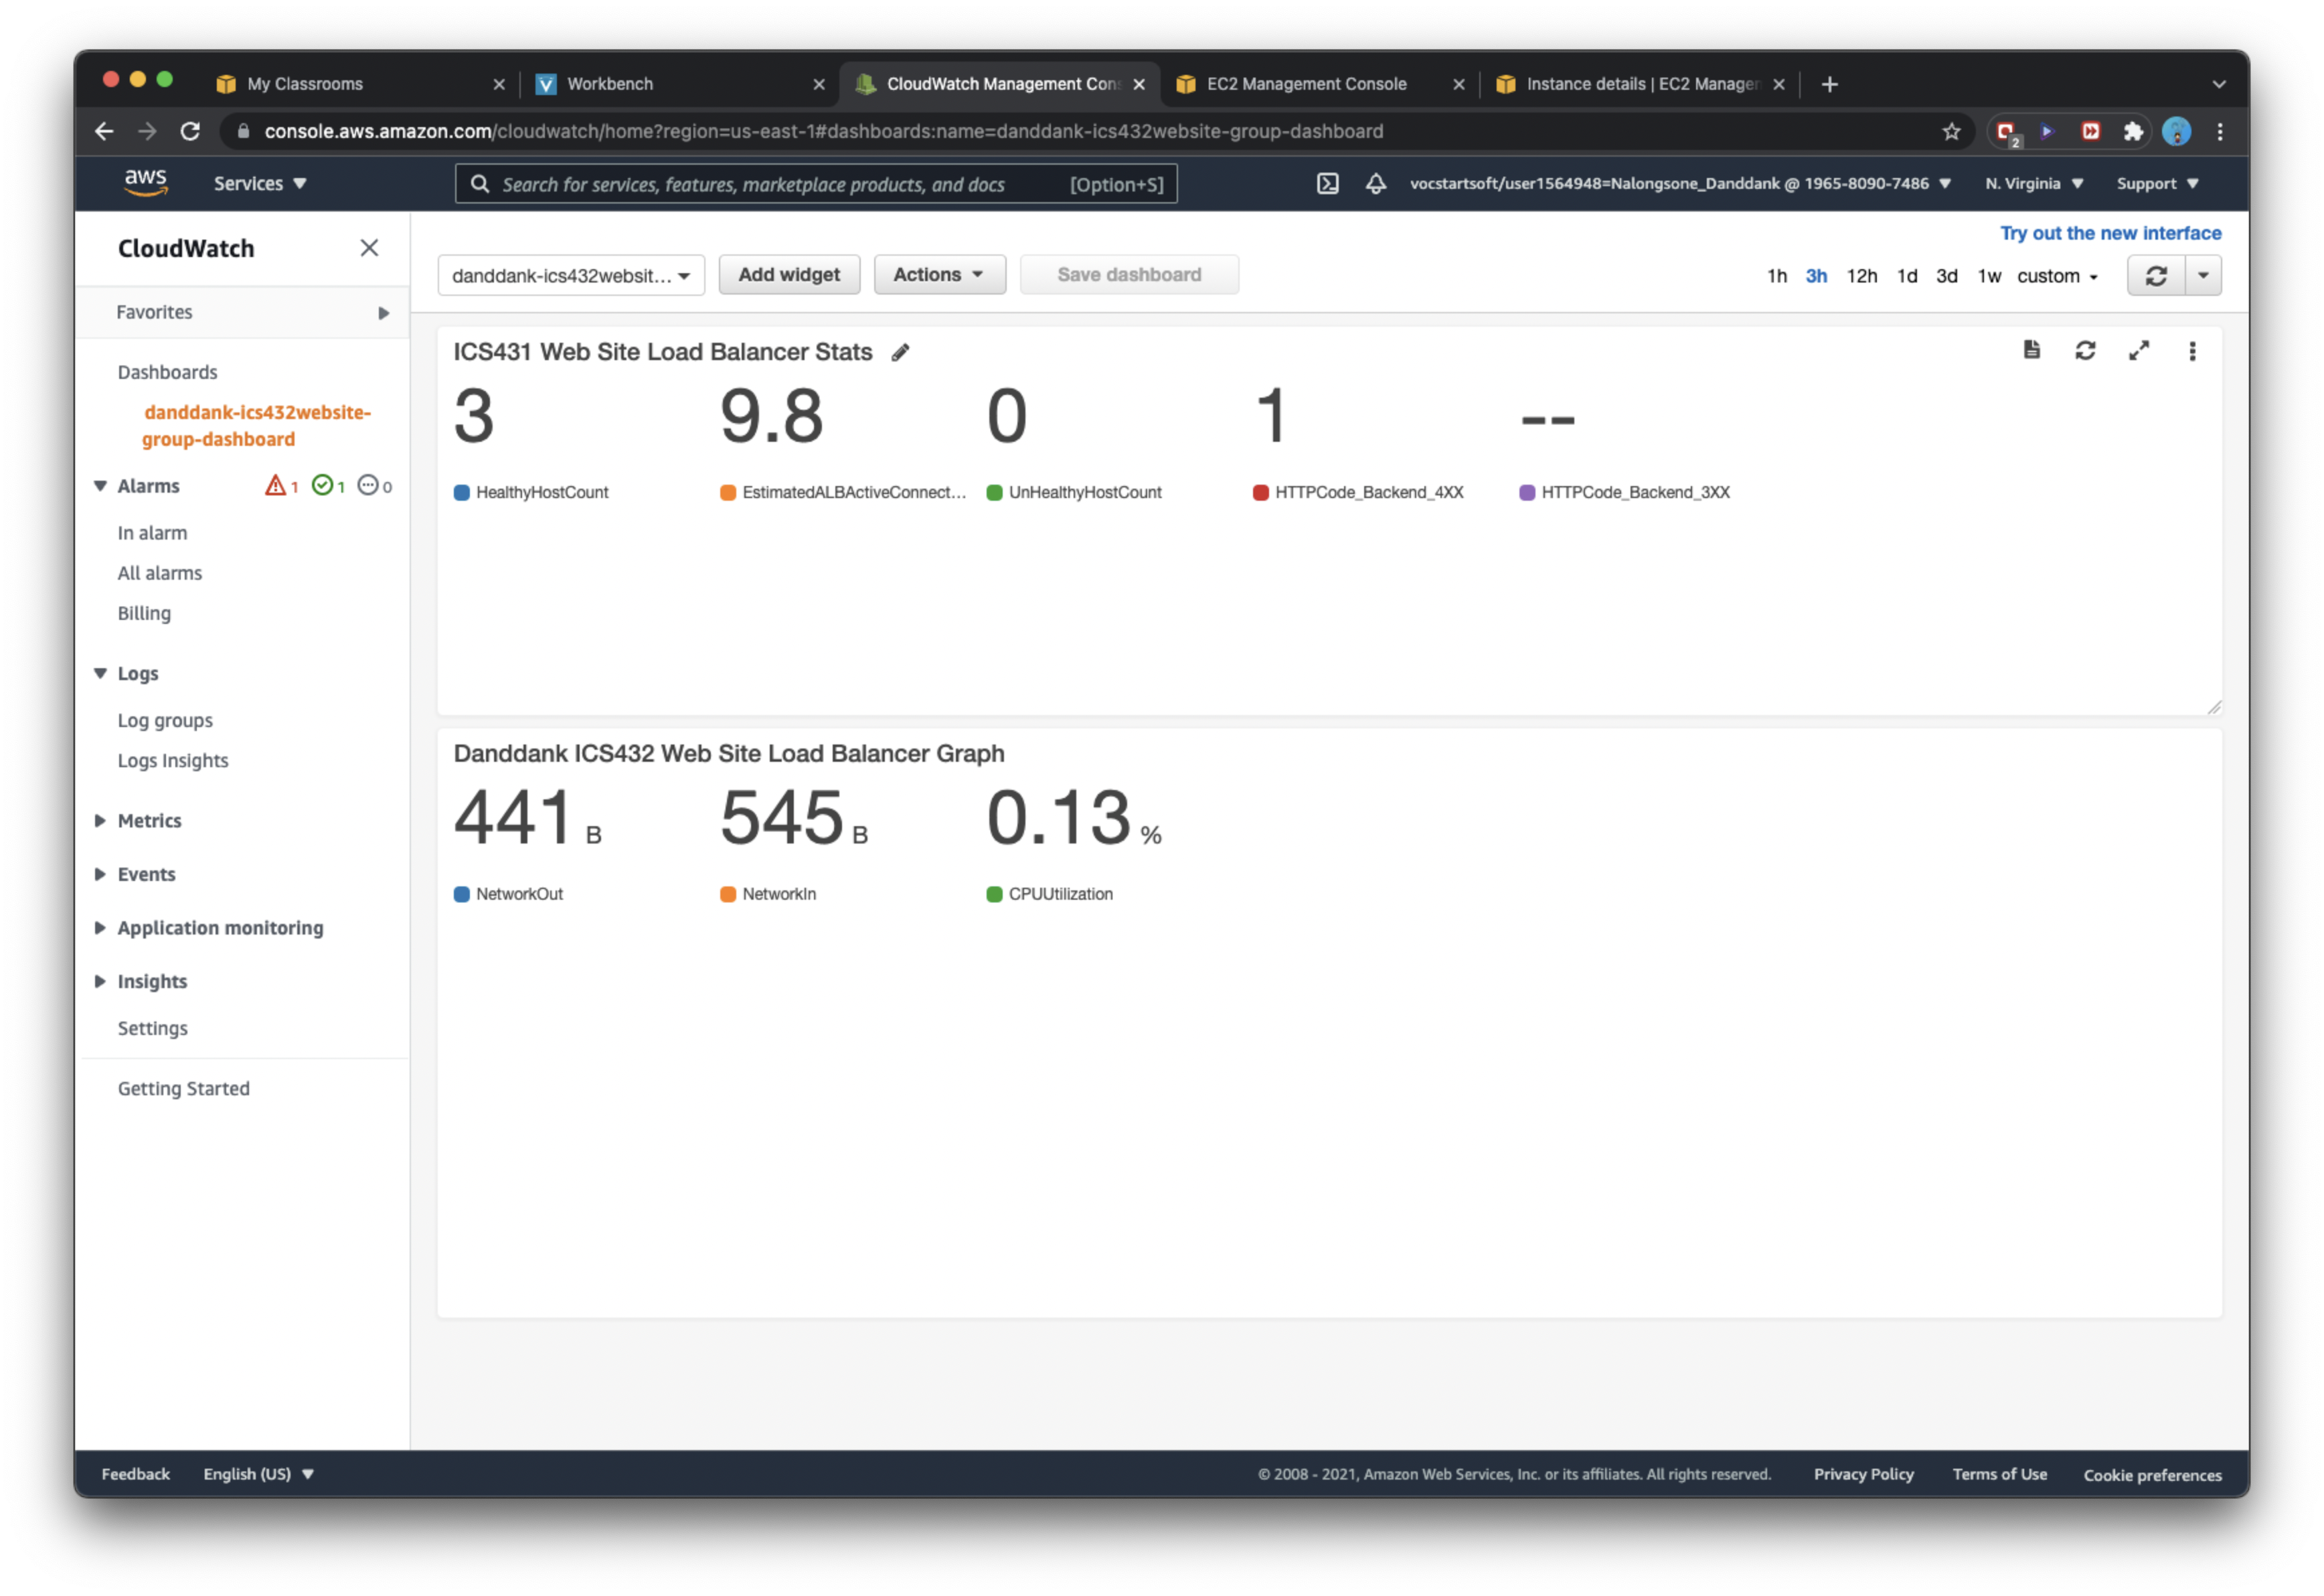 My Classrooms
Workbench
CloudWatch Management Con
EC2 Management Console
Instance details | EC2 Manage
console.aws.amazon.com/cloudwatch/home?region=us-east-1#dashboards:name=danddank-ics432website-group-dashboard
2
aws
Services
Search for services, features, marketplace products, and docs [Option+S]
vocstartsoft/user1564948=Nalongsone_Danddank @ 1965-8090-7486
N. Virginia
Support
CloudWatch
Favorites
Dashboards
danddank-ics432website-
group-dashboard
Alarms 1 1 0
In alarm
All alarms
Billing
Logs
Log groups
Logs Insights
Metrics
Events
Application monitoring
Insights
Settings
Getting Started
Try out the new interface
danddank-ics432websit...
Add widget
Actions
Save dashboard
1h 3h 12h 1d 3d 1w custom
ICS431 Web Site Load Balancer Stats
3 9.8 0 1 --
HealthyHostCount EstimatedALBActiveConnect... UnHealthyHostCount HTTPCode_Backend_4XX HTTPCode_Backend_3XX
Danddank ICS432 Web Site Load Balancer Graph
441 B 545 B 0.13 %
NetworkOut NetworkIn CPUUtilization
Feedback English (US)
© 2008 - 2021, Amazon Web Services, Inc. or its affiliates. All rights reserved. Privacy Policy Terms of Use Cookie preferences